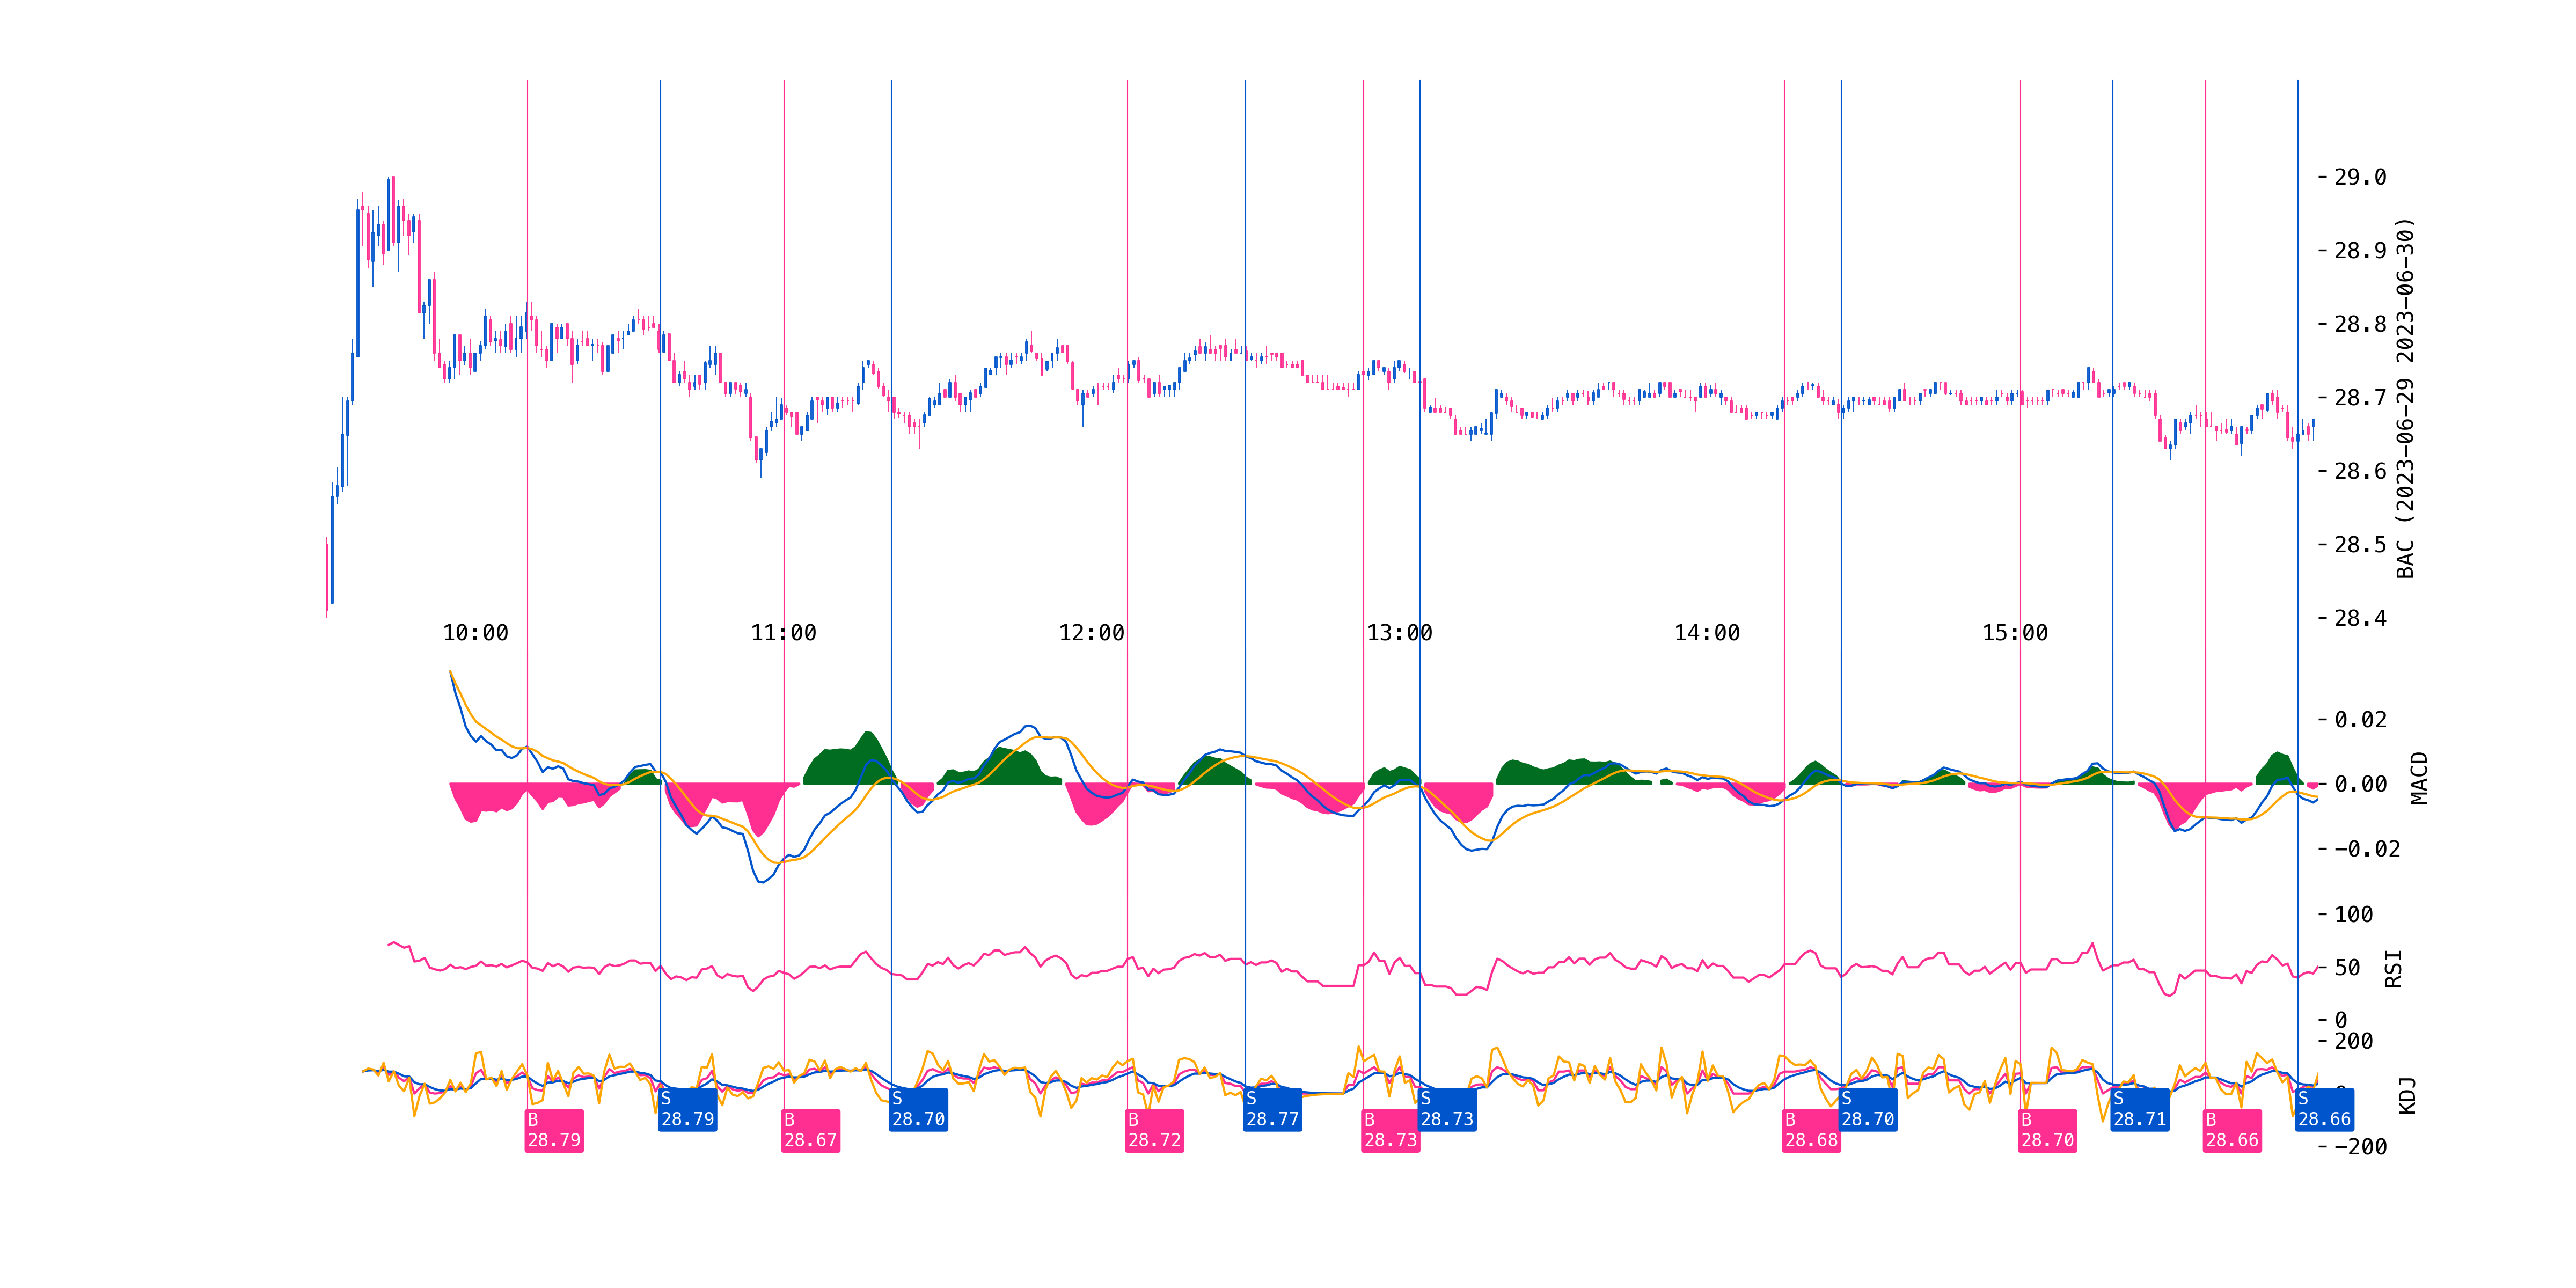 29.0
28.9
28.8
28.7
28.6
28.5
28.4
BAC (2023-06-29 2023-06-30)
10:00
11:00
12:00
13:00
14:00
15:00
0.02
0.00
−0.02
MACD
100
50
0
RSI
200
−200
KDJ
B
28.79
S
28.79
B
28.67
S
28.70
B
28.72
S
28.77
B
28.73
S
28.73
B
28.68
S
28.70
B
28.70
S
28.71
B
28.66
S
28.66